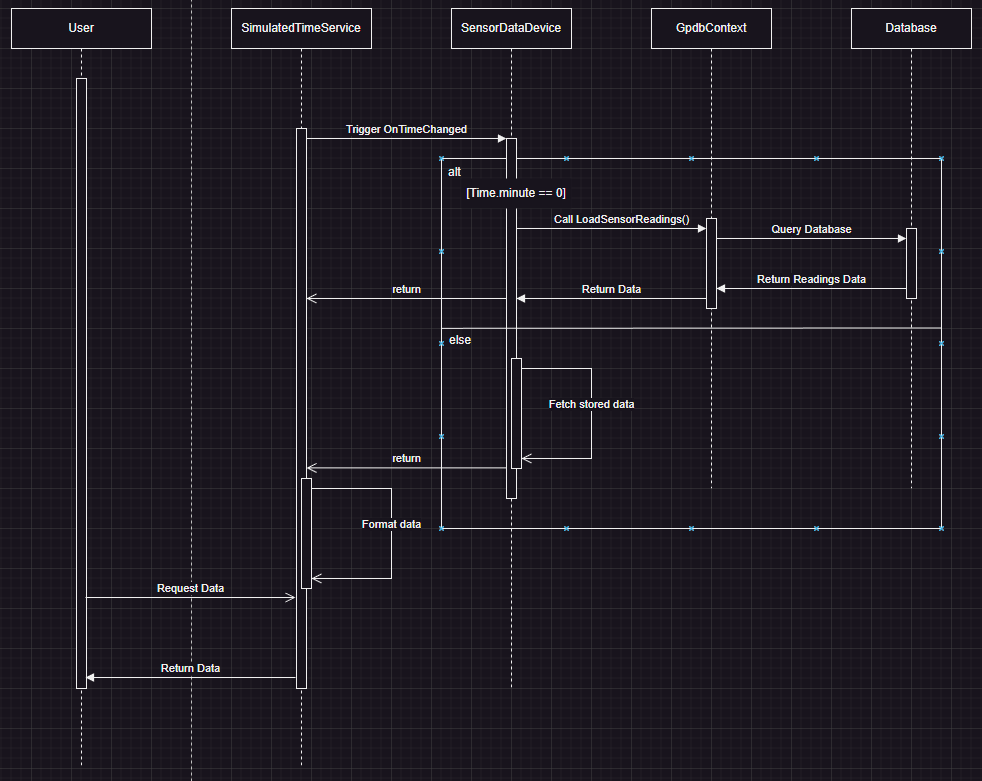 User
SimulatedTimeService
SensorDataDevice
GpdbContext
Database
Trigger OnTimeChanged
alt
[Time.minute == 0]
Call LoadSensorReadings()
Query Database
Return Readings Data
return
Return Data
else
Fetch stored data
return
Format data
Request Data
Return Data